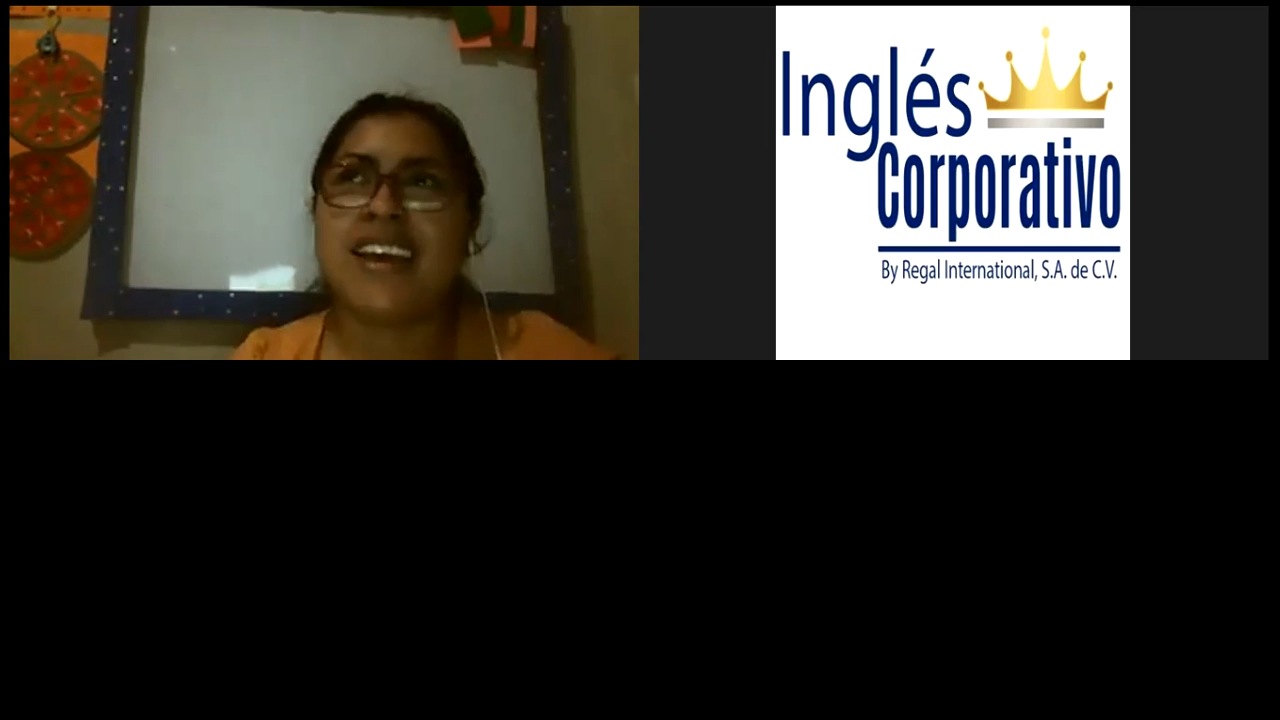 Inglés
Corporativo
By Regal International, S.A. de C.V.